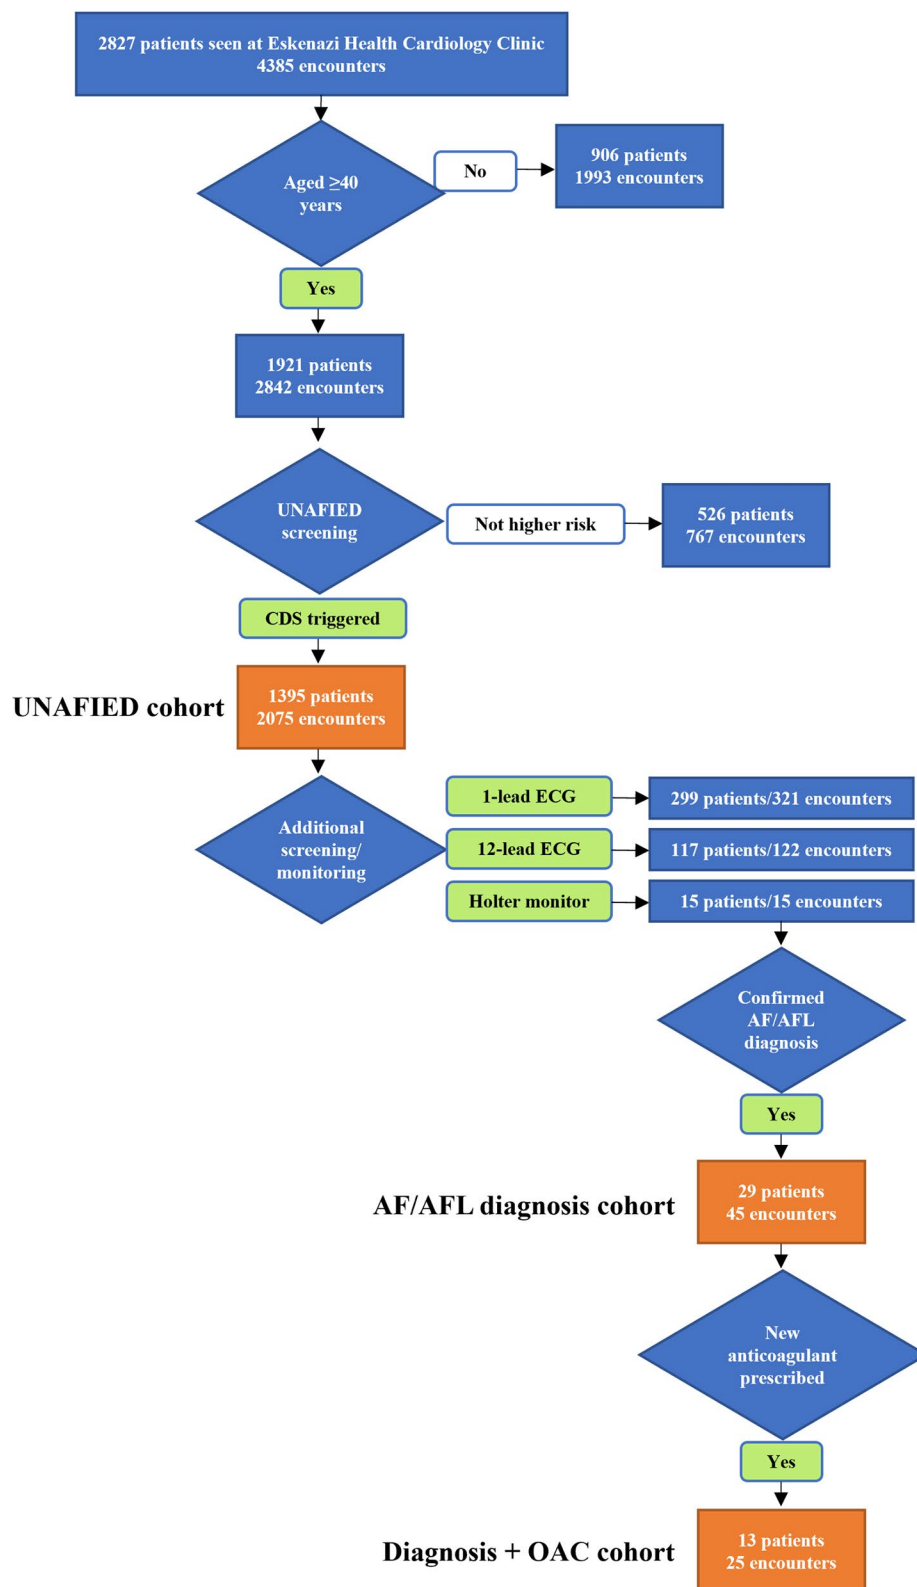 2827 patients seen at Eskenazi Health Cardiology Clinic
4385 encounters
Aged ≥40
years
No
906 patients
1993 encounters
Yes
1921 patients
2842 encounters
UNAFIED
screening
Not higher risk
526 patients
767 encounters
CDS triggered
UNAFIED cohort
1395 patients
2075 encounters
Additional
screening/
monitoring
1-lead ECG
299 patients/321 encounters
12-lead ECG
117 patients/122 encounters
Holter monitor
15 patients/15 encounters
Confirmed
AF/AFL
diagnosis
Yes
AF/AFL diagnosis cohort
29 patients
45 encounters
New
anticoagulant
prescribed
Yes
Diagnosis + OAC cohort
13 patients
25 encounters